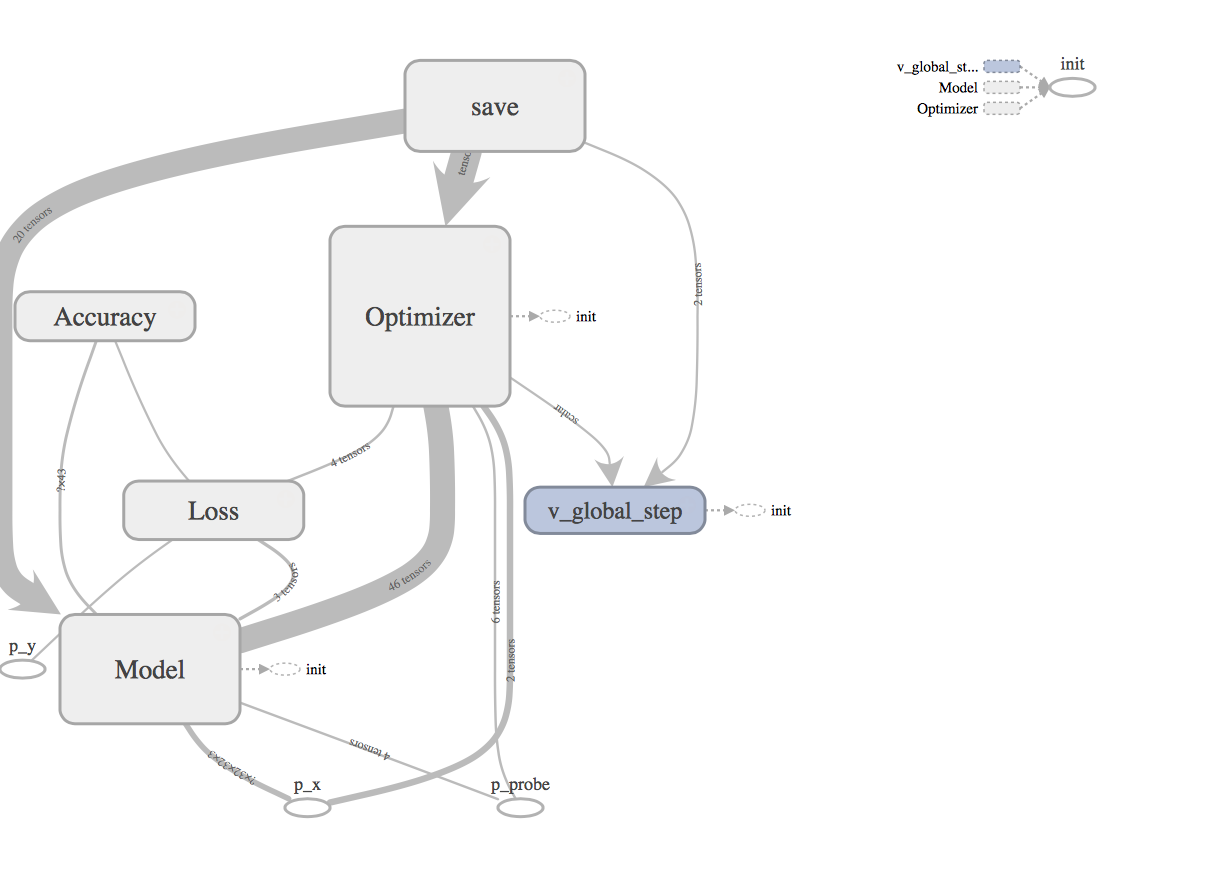 v_global_st...
Model
Optimizer
init
save
tensc
20 tensors
2 tensors
Accuracy
Optimizer
init
scalar
4 tensors
?x43
Loss
v_global_step
init
3 tensors
46 tensors
6 tensors
2 tensors
p_y
Model
init
4 tensors
?x32x32x3
p_x
p_probe